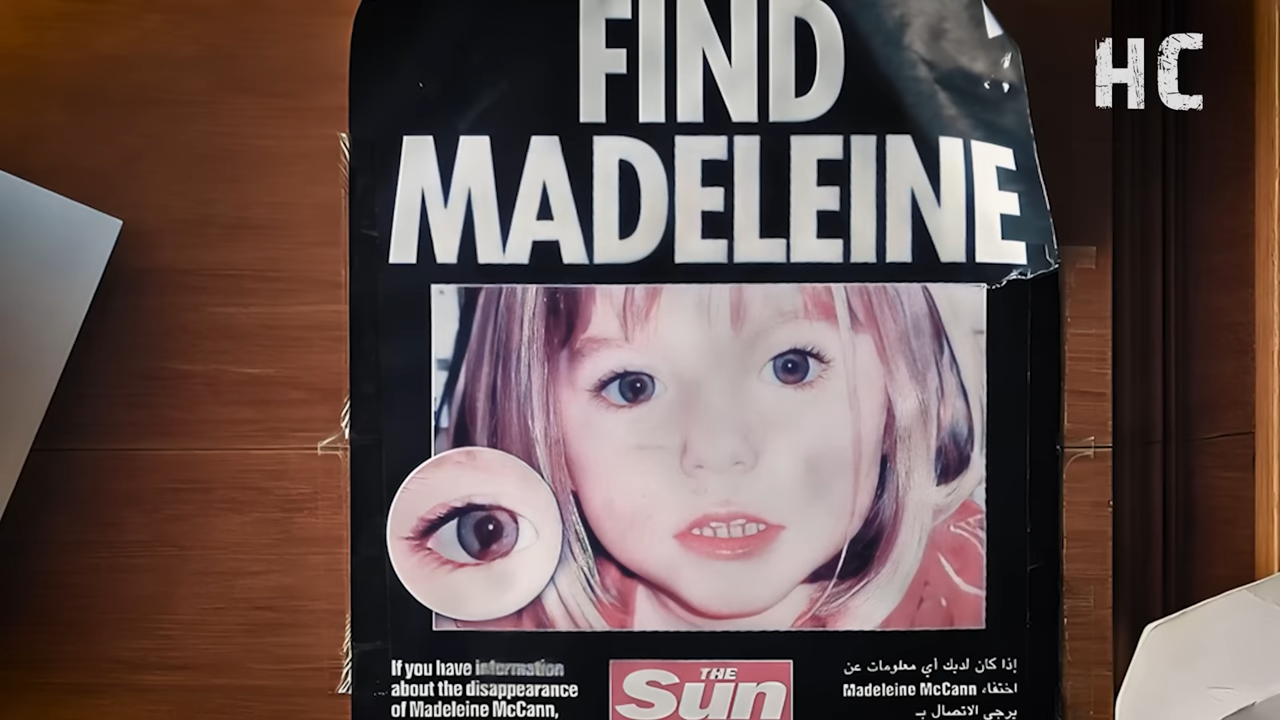 FIND
MADELEINE
HC
If you have information
about the disappearance
of Madeleine McCann,
THE
Sun
إذا كان لديك أي معلومات عن
اختفاء Madeleine McCann
يرجى الاتصال بـ